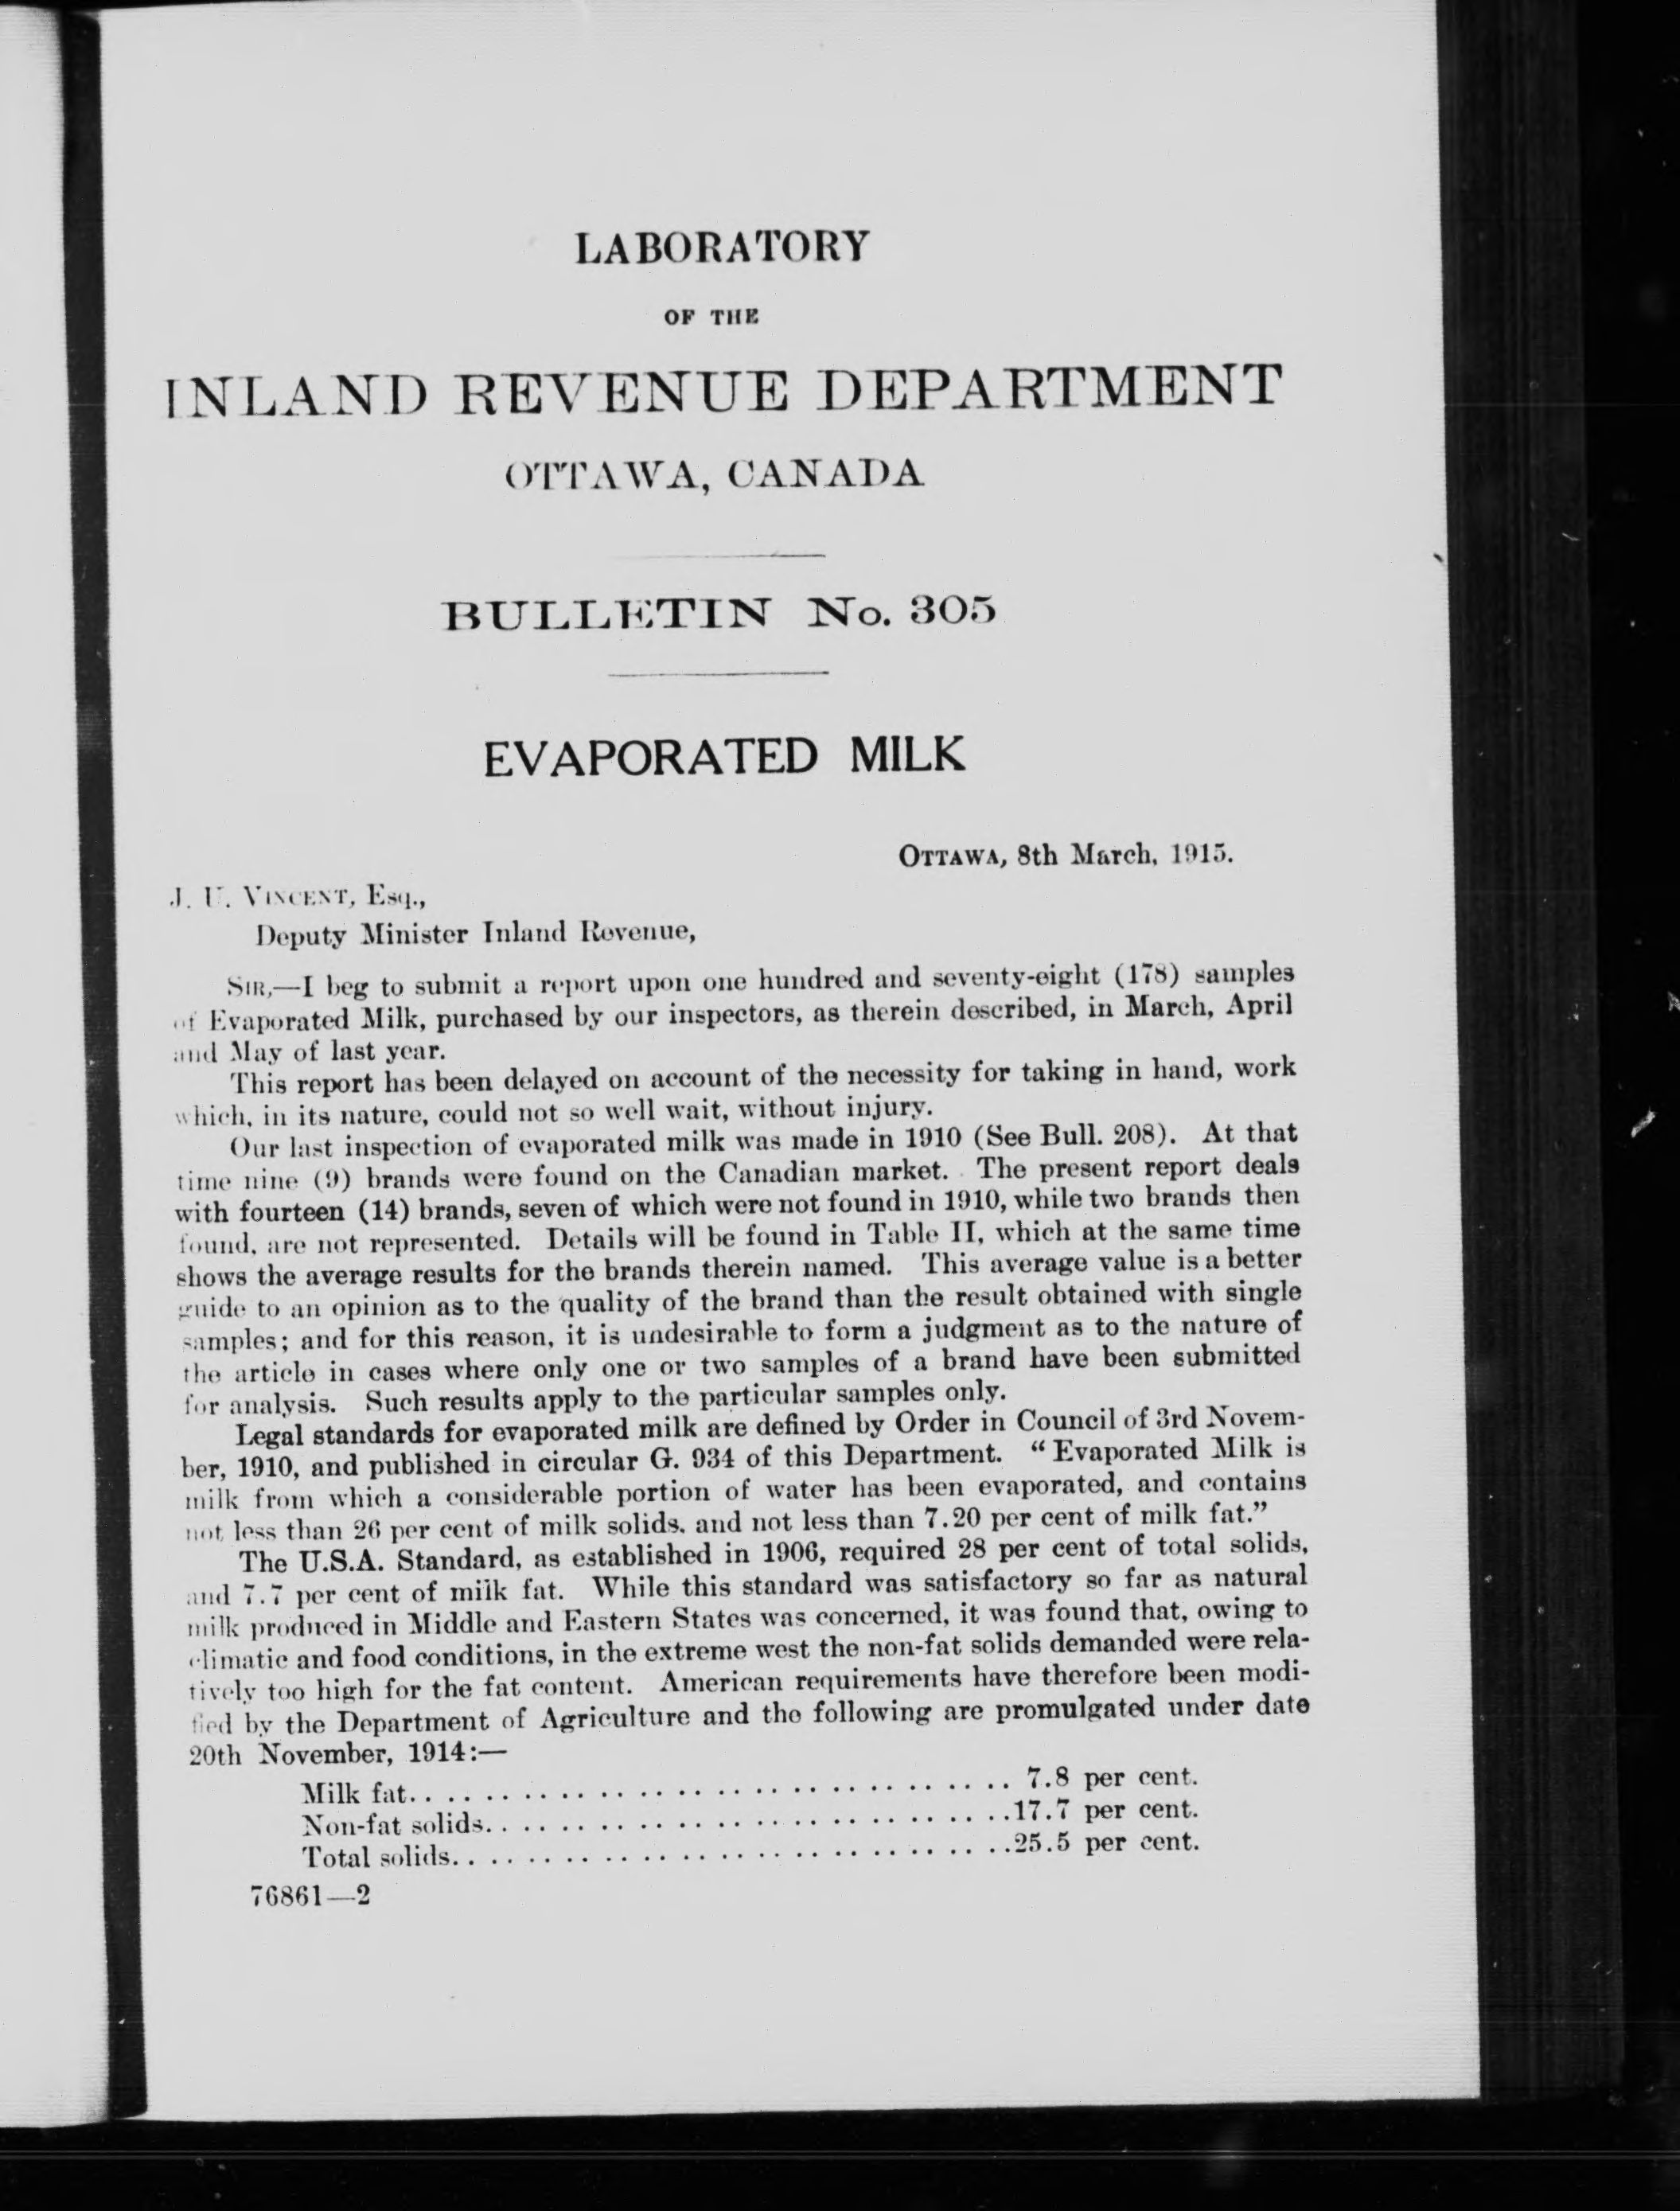 LABORATORY
OF THE
INLAND REVENUE DEPARTMENT
OTTAWA, CANADA
BULLETIN No. 305
EVAPORATED MILK
OTTAWA, 8th March, 1915.
J. U. VINCENT, Esq.,
Deputy Minister Inland Revenue,
SIR,—I beg to submit a report upon one hundred and seventy-eight (178) samples
of Evaporated Milk, purchased by our inspectors, as therein described, in March, April
and May of last year.
This report has been delayed on account of the necessity for taking in hand, work
which, in its nature, could not so well wait, without injury.
Our last inspection of evaporated milk was made in 1910 (See Bull. 208). At that
time nine (9) brands were found on the Canadian market. The present report deals
with fourteen (14) brands, seven of which were not found in 1910, while two brands then
found, are not represented. Details will be found in Table II, which at the same time
shows the average results for the brands therein named. This average value is a better
guide to an opinion as to the quality of the brand than the result obtained with single
samples; and for this reason, it is undesirable to form a judgment as to the nature of
the article in cases where only one or two samples of a brand have been submitted
for analysis. Such results apply to the particular samples only.
Legal standards for evaporated milk are defined by Order in Council of 3rd Novem-
ber, 1910, and published in circular G. 934 of this Department. “Evaporated Milk is
milk from which a considerable portion of water has been evaporated, and contains
not less than 26 per cent of milk solids, and not less than 7.20 per cent of milk fat.”
The U.S.A. Standard, as established in 1906, required 28 per cent of total solids,
and 7.7 per cent of milk fat. While this standard was satisfactory so far as natural
milk produced in Middle and Eastern States was concerned, it was found that, owing to
climatic and food conditions, in the extreme west the non-fat solids demanded were rela-
tively too high for the fat content. American requirements have therefore been modi-
fied by the Department of Agriculture and the following are promulgated under date
20th November, 1914:—
Milk fat................................ 7.8 per cent.
Non-fat solids............................17.7 per cent.
Total solids..............................25.5 per cent.
76861—2